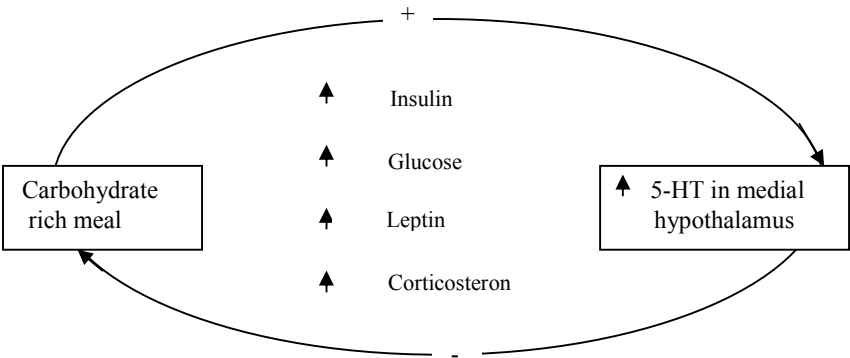 +
Insulin
Glucose
Leptin
Corticosteron
Carbohydrate
rich meal
5-HT in medial
hypothalamus
-